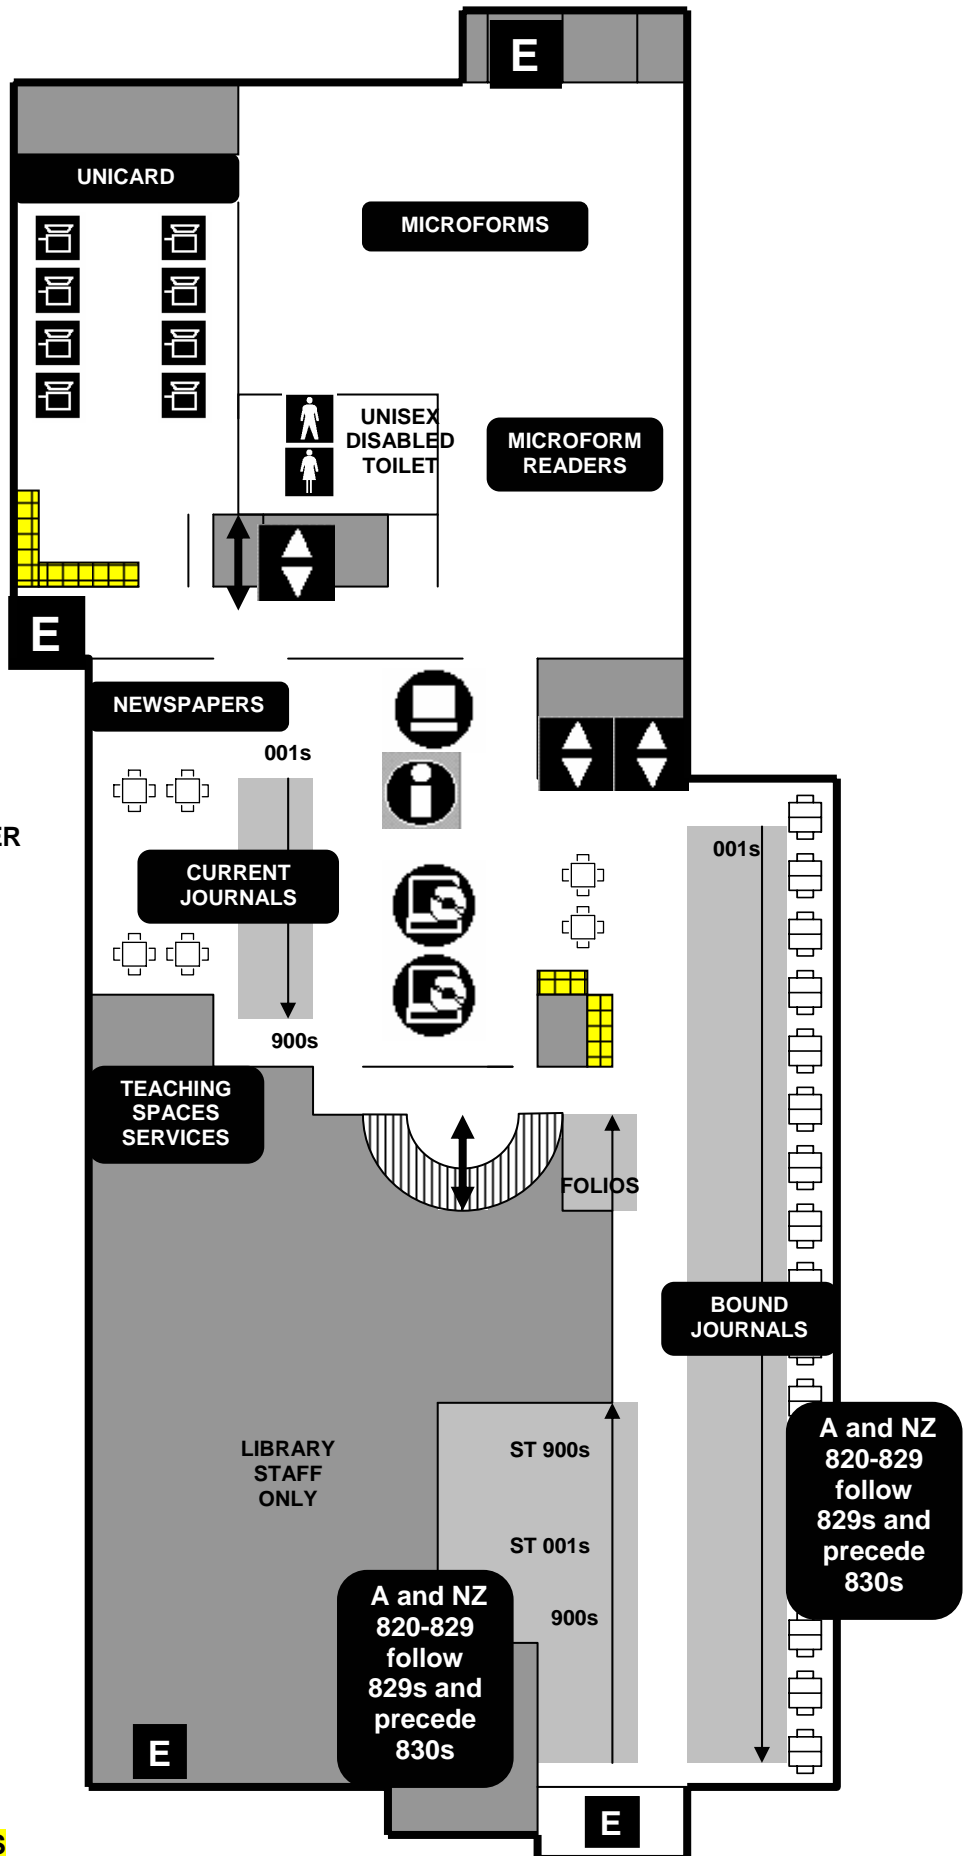 E
UNICARD
MICROFORMS
UNISEX
DISABLED
TOILET
MICROFORM
READERS
E
NEWSPAPERS
001s
ER
CURRENT
JOURNALS
001s
900s
TEACHING
SPACES
SERVICES
FOLIOS
BOUND
JOURNALS
LIBRARY
STAFF
ONLY
ST 900s
ST 001s
900s
A and NZ
820-829
follow
829s and
precede
830s
A and NZ
820-829
follow
829s and
precede
830s
E
E
S